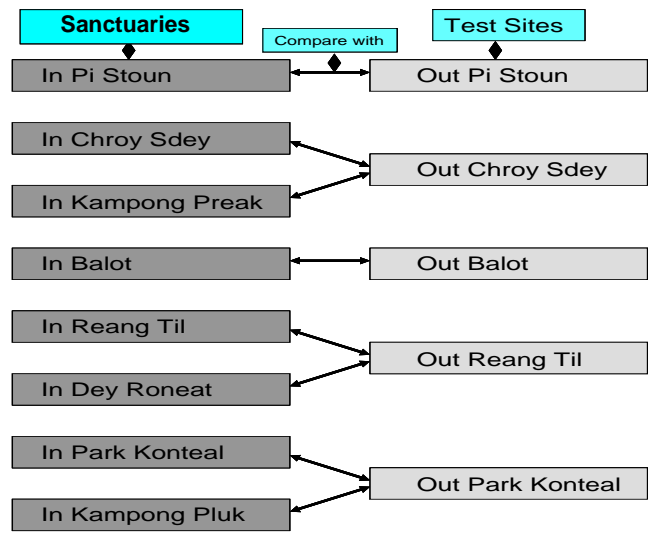 Sanctuaries
Compare with
Test Sites
In Pi Stoun
Out Pi Stoun
In Chroy Sdey
Out Chroy Sdey
In Kampong Preak
In Balot
Out Balot
In Reang Til
Out Reang Til
In Dey Roneat
In Park Konteal
Out Park Konteal
In Kampong Pluk